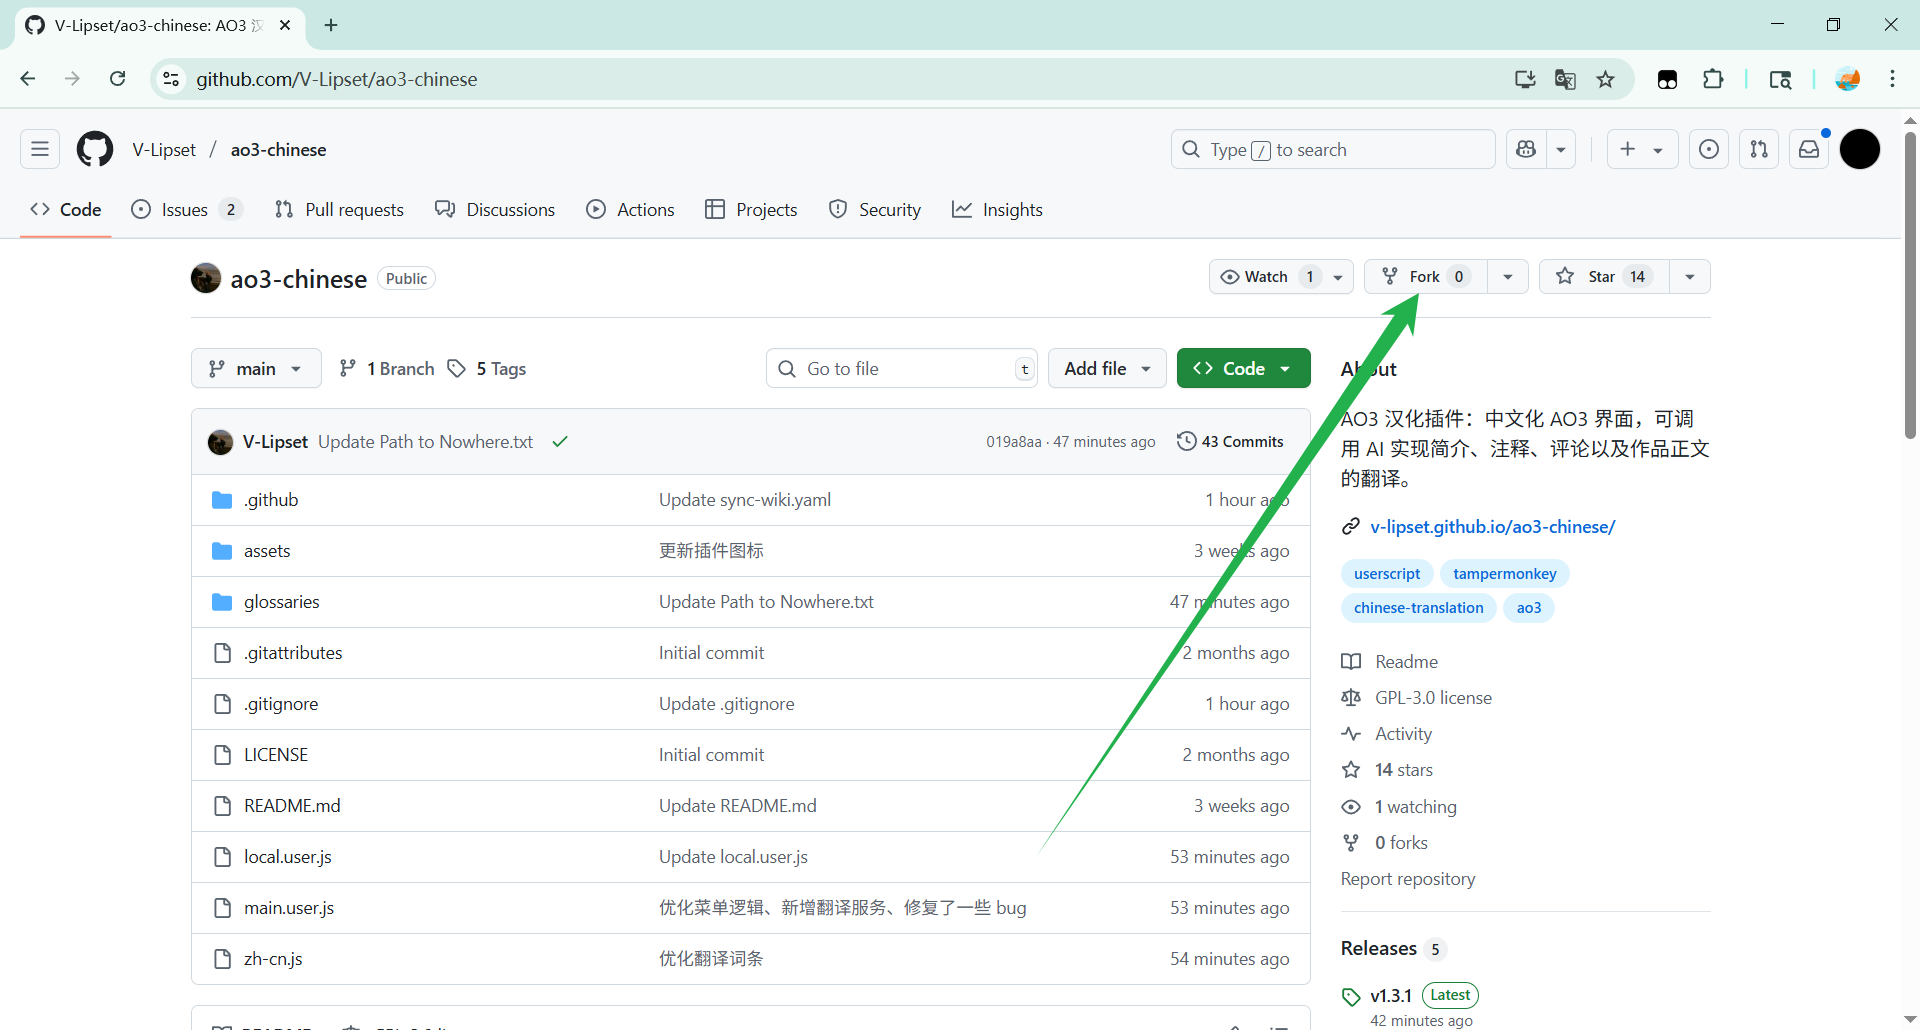 V-Lipset/ao3-chinese: AO3 汉
github.com/V-Lipset/ao3-chinese
V-Lipset / ao3-chinese
Type / to search
Code
Issues 2
Pull requests
Discussions
Actions
Projects
Security
Insights
ao3-chinese Public
Watch 1
Fork 0
Star 14
main
1 Branch
5 Tags
Go to file t
Add file
Code
V-Lipset Update Path to Nowhere.txt
019a8aa · 47 minutes ago
43 Commits
.github Update sync-wiki.yaml 1 hour ago
assets 更新插件图标 3 weeks ago
glossaries Update Path to Nowhere.txt 47 minutes ago
.gitattributes Initial commit 2 months ago
.gitignore Update .gitignore 1 hour ago
LICENSE Initial commit 2 months ago
README.md Update README.md 3 weeks ago
local.user.js Update local.user.js 53 minutes ago
main.user.js 优化菜单逻辑、新增翻译服务、修复了一些 bug 53 minutes ago
zh-cn.js 优化翻译词条 54 minutes ago
About
AO3 汉化插件：中文化 AO3 界面，可调
用 AI 实现简介、注释、评论以及作品正文
的翻译。
v-lipset.github.io/ao3-chinese/
userscript tampermonkey
chinese-translation ao3
Readme
GPL-3.0 license
Activity
14 stars
1 watching
0 forks
Report repository
Releases 5
v1.3.1 Latest
42 minutes ago